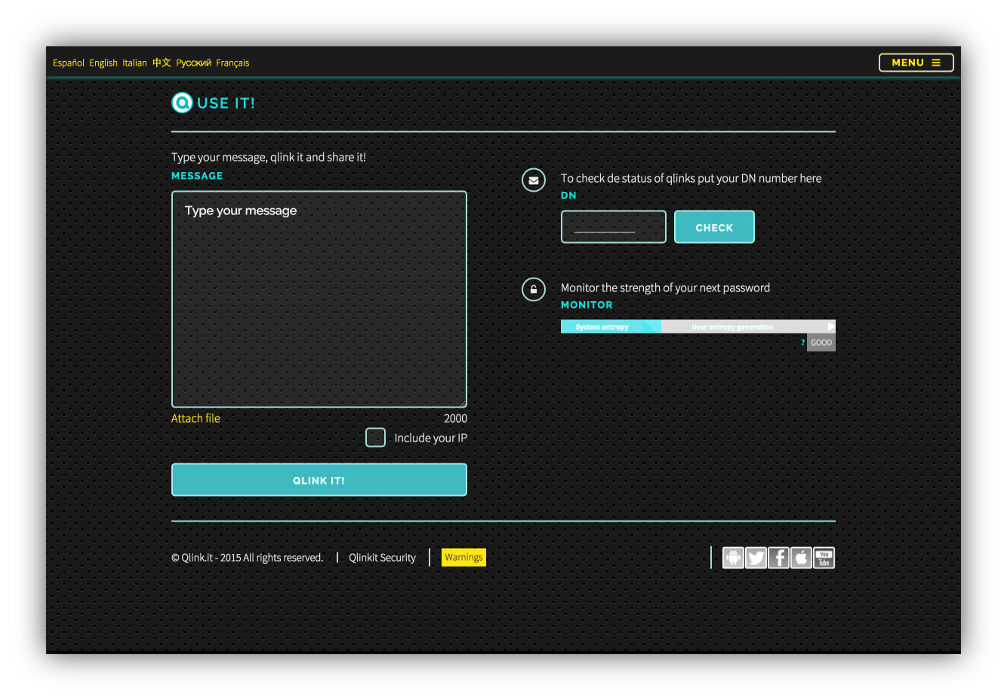 Español English Italian 中文 Русский Français
MENU
USE IT!
Type your message, qlink it and share it!
MESSAGE
Type your message
Attach file
2000
Include your IP
QLINK IT!
To check de status of qlinks put your DN number here
DN
CHECK
Monitor the strength of your next password
MONITOR
System entropy User entropy generation
? GOOD
© Qlink.it - 2015 All rights reserved. | Qlinkit Security | Warnings
You Tube